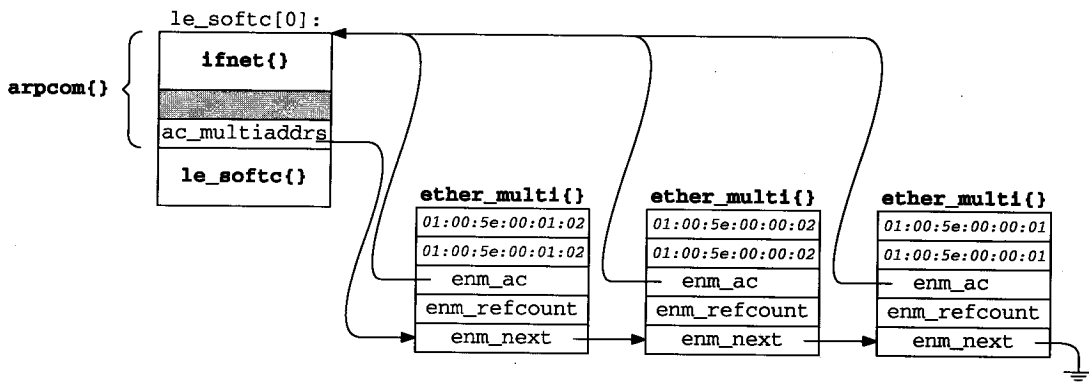 le_softc[0]:
ifnet{}
arpcom{}
ac_multiaddrs
le_softc{}
ether_multi{}
01:00:5e:00:01:02
01:00:5e:00:01:02
enm_ac
enm_refcount
enm_next
ether_multi{}
01:00:5e:00:00:02
01:00:5e:00:00:02
enm_ac
enm_refcount
enm_next
ether_multi{}
01:00:5e:00:00:01
01:00:5e:00:00:01
enm_ac
enm_refcount
enm_next